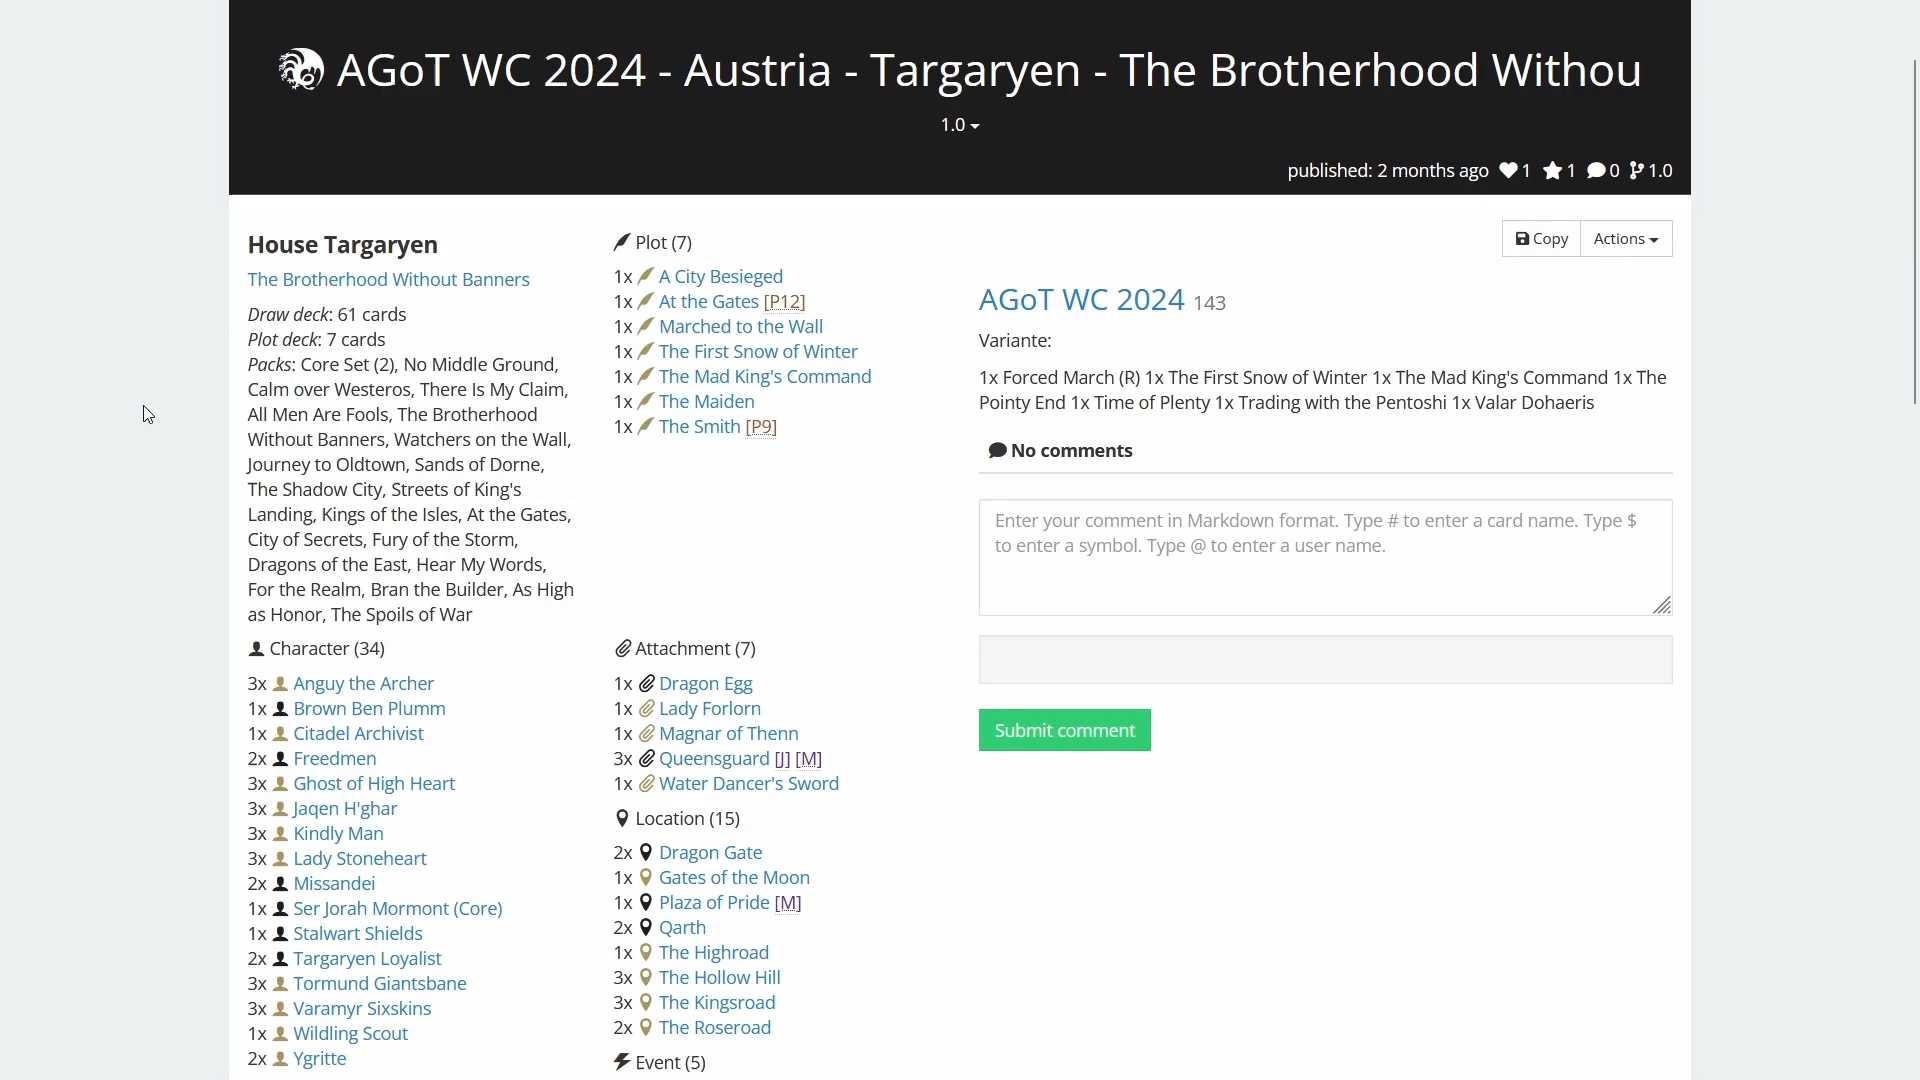 AGoT WC 2024 - Austria - Targaryen - The Brotherhood Withou
1.0
published: 2 months ago 1 1 0 1.0
House Targaryen
The Brotherhood Without Banners
Draw deck: 61 cards
Plot deck: 7 cards
Packs: Core Set (2), No Middle Ground,
Calm over Westeros, There Is My Claim,
All Men Are Fools, The Brotherhood
Without Banners, Watchers on the Wall,
Journey to Oldtown, Sands of Dorne,
The Shadow City, Streets of King's
Landing, Kings of the Isles, At the Gates,
City of Secrets, Fury of the Storm,
Dragons of the East, Hear My Words,
For the Realm, Bran the Builder, As High
as Honor, The Spoils of War
Plot (7)
1x A City Besieged
1x At the Gates [P12]
1x Marched to the Wall
1x The First Snow of Winter
1x The Mad King's Command
1x The Maiden
1x The Smith [P9]
Character (34)
3x Anguy the Archer
1x Brown Ben Plumm
1x Citadel Archivist
2x Freedmen
3x Ghost of High Heart
3x Jaqen H'ghar
3x Kindly Man
3x Lady Stoneheart
2x Missandei
1x Ser Jorah Mormont (Core)
1x Stalwart Shields
2x Targaryen Loyalist
3x Tormund Giantsbane
3x Varamyr Sixskins
1x Wildling Scout
2x Ygritte
Attachment (7)
1x Dragon Egg
1x Lady Forlorn
1x Magnar of Thenn
3x Queensguard [J] [M]
1x Water Dancer's Sword
Location (15)
2x Dragon Gate
1x Gates of the Moon
1x Plaza of Pride [M]
2x Qarth
1x The Highroad
3x The Hollow Hill
3x The Kingsroad
2x The Roseroad
Event (5)
Copy
Actions
AGoT WC 2024 143
Variante:
1x Forced March (R) 1x The First Snow of Winter 1x The Mad King's Command 1x The
Pointy End 1x Time of Plenty 1x Trading with the Pentoshi 1x Valar Dohaeris
No comments
Enter your comment in Markdown format. Type # to enter a card name. Type $
to enter a symbol. Type @ to enter a user name.
Submit comment